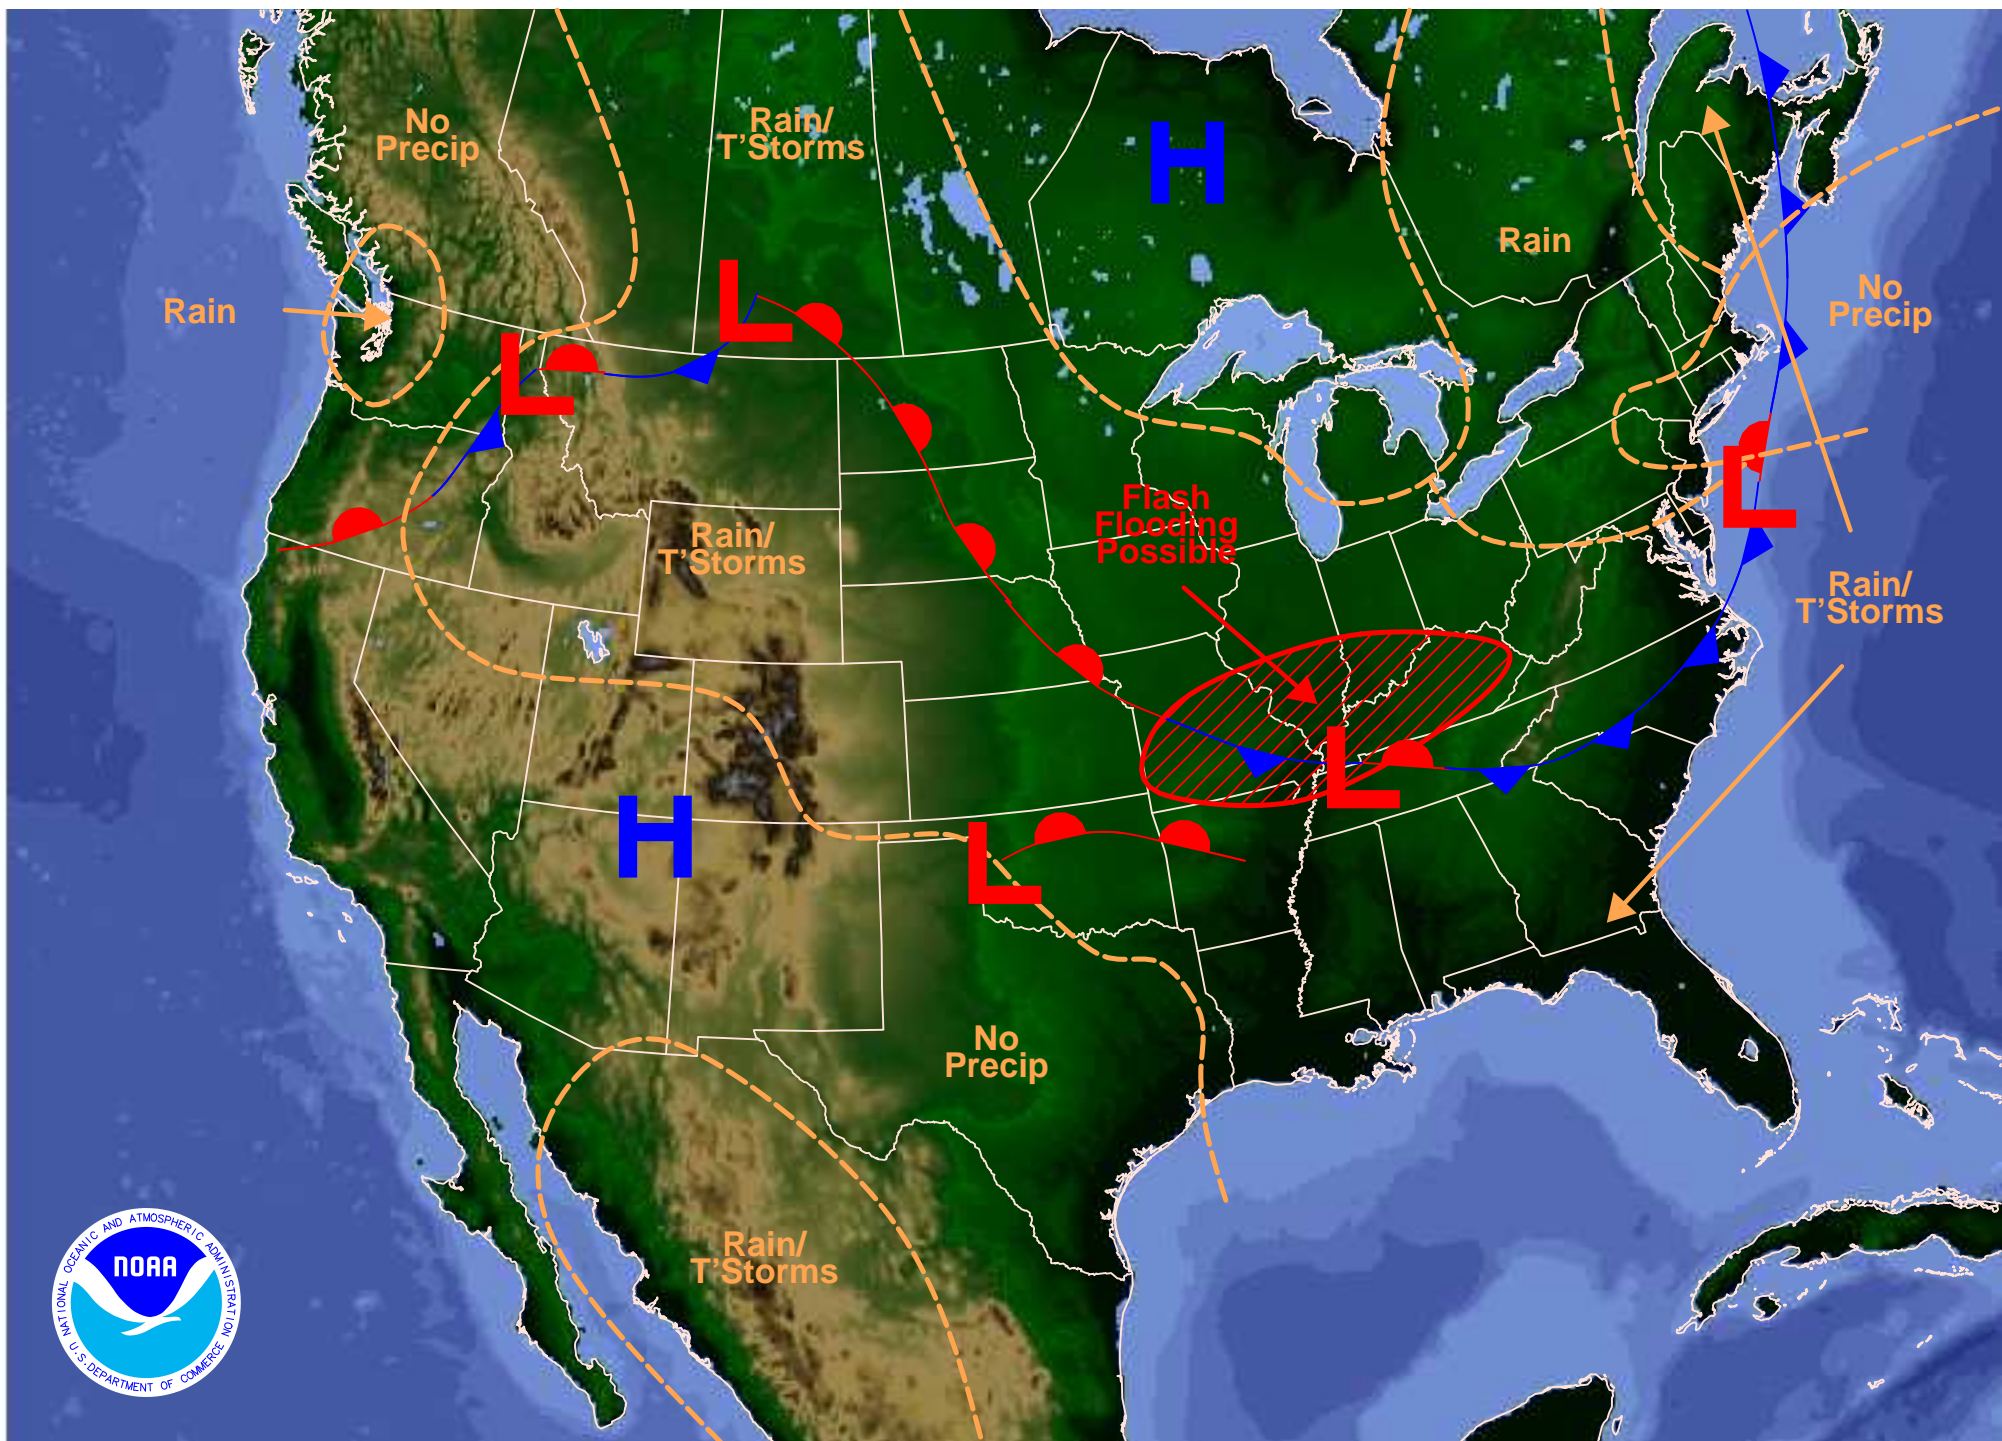 No
Precip
Rain/
T'Storms
H
Rain
No
Precip
Rain
L
L
Flash
Flooding
Possible
L
Rain/
T'Storms
Rain/
T'Storms
L
H
L
No
Precip
Rain/
T'Storms
NATIONAL OCEANIC AND ATMOSPHERIC ADMINISTRATION
NOAA
U.S. DEPARTMENT OF COMMERCE